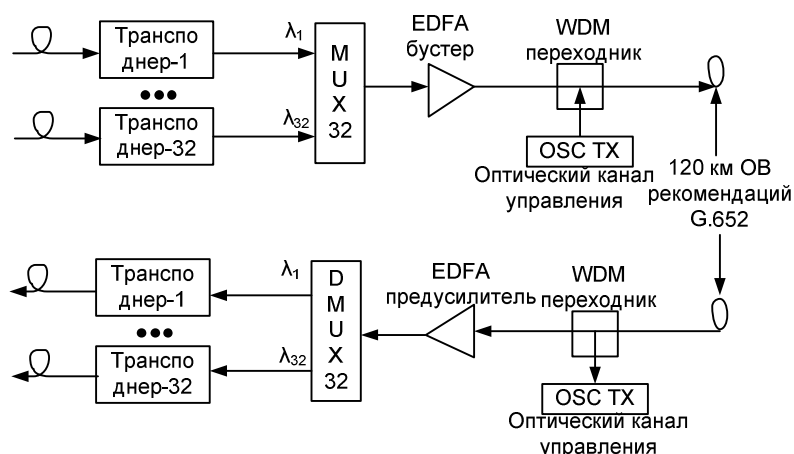 Транспо
днер-1
Транспо
днер-32
λ1
λ32
M
U
X
32
EDFA
бустер
WDM
переходник
OSC TX
Оптический канал
управления
120 км ОВ
рекомендаций
G.652
Транспо
днер-1
Транспо
днер-32
λ1
λ32
D
M
U
X
32
EDFA
предусилитель
WDM
переходник
OSC TX
Оптический канал
управления